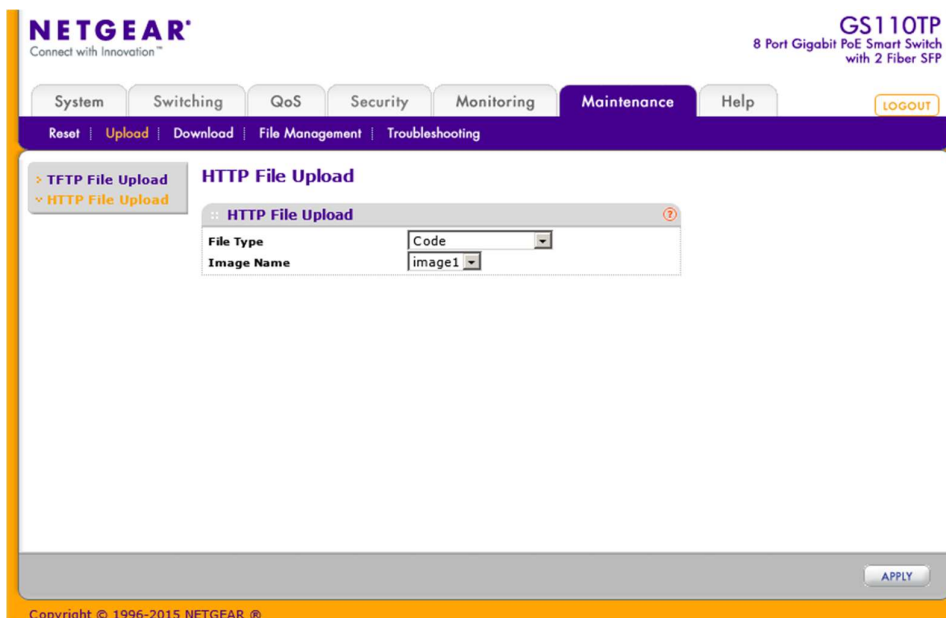 NETGEAR®
Connect with Innovation™
GS110TP
8 Port Gigabit PoE Smart Switch
with 2 Fiber SFP
System Switching QoS Security Monitoring Maintenance Help LOGOUT
Reset | Upload | Download | File Management | Troubleshooting
TFTP File Upload
HTTP File Upload
HTTP File Upload
HTTP File Upload ?
File Type Code
Image Name image1
APPLY
Copyright © 1996-2015 NETGEAR ®